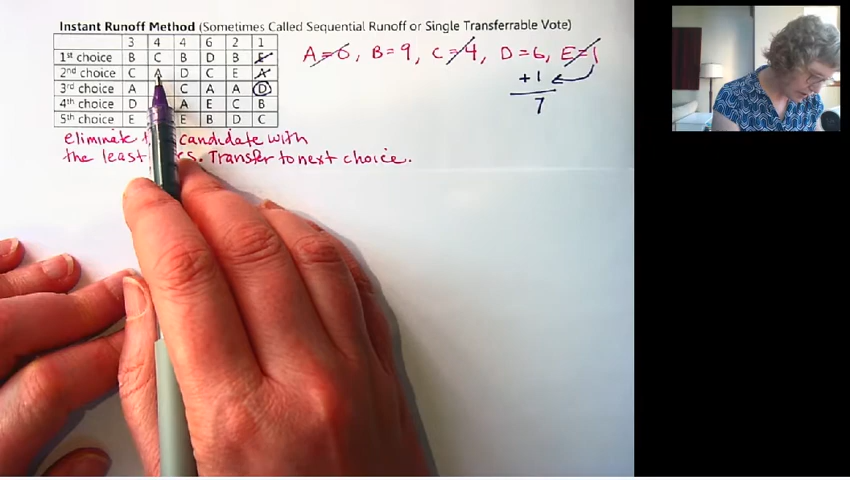 Instant Runoff Method (Sometimes Called Sequential Runoff or Single Transferrable Vote)
3 4 4 6 2 1
1st choice B C B D B E
2nd choice C A D C E A
3rd choice A C A A D
4th choice D A E C B
5th choice E E B D C
A=0, B=9, C=4, D=6, E=1
+1
7
eliminate candidate with
the least Transfer to next choice.